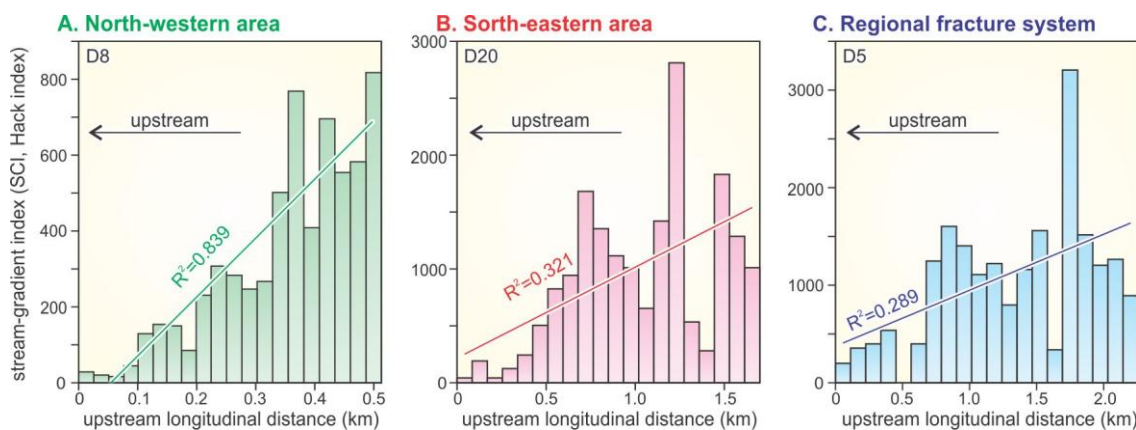 A. North-western area
B. Sorth-eastern area
C. Regional fracture system
stream-gradient index (SCI, Hack index)
D8
upstream
R²=0.839
800
600
400
200
0
0 0.1 0.2 0.3 0.4 0.5
upstream longitudinal distance (km)
D20
upstream
R²=0.321
3000
2000
1000
0
0 0.5 1.0 1.5
upstream longitudinal distance (km)
D5
upstream
R²=0.289
3000
2000
1000
0
0 0.5 1.0 1.5 2.0
upstream longitudinal distance (km)